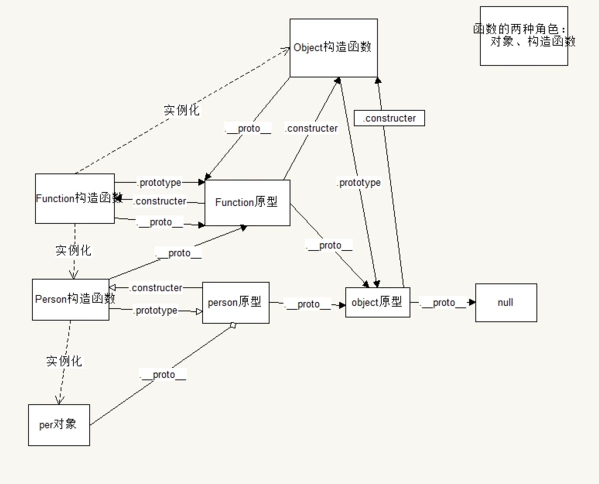 函数的两种角色：
对象、构造函数
Object构造函数
实例化
.__proto__
.constructer
.constructer
.prototype
.prototype
Function构造函数
.constructer
Function原型
.__proto__
实例化
.__proto__
.__proto__
Person构造函数
.constructer
.prototype
person原型
.__proto__
object原型
.__proto__
null
实例化
.__proto__
per对象